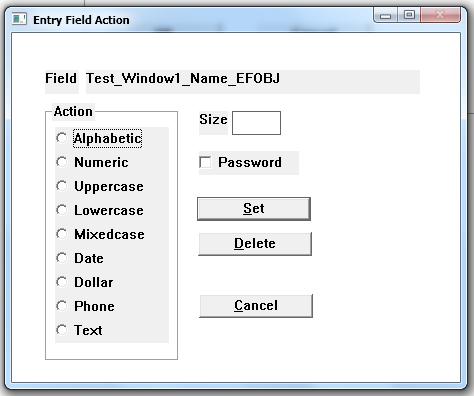 Entry Field Action
Field Test_Window1_Name_EFOBJ
Action
Alphabetic
Numeric
Uppercase
Lowercase
Mixedcase
Date
Dollar
Phone
Text
Size
Password
Set
Delete
Cancel